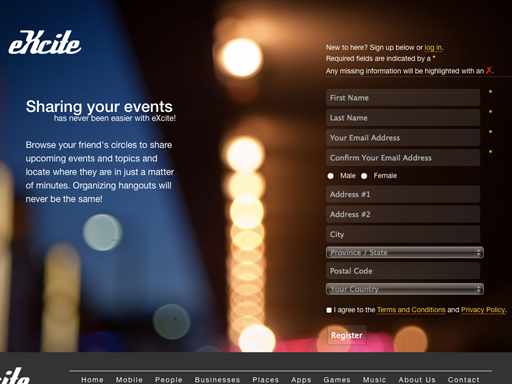 eXcite
New to here? Sign up below or log in.
Required fields are indicated by a *
Any missing information will be highlighted with an ✗.
Sharing your events
has never been easier with eXcite!
Browse your friend's circles to share
upcoming events and topics and
locate where they are in just a matter
of minutes. Organizing hangouts will
never be the same!
First Name *
Last Name *
Your Email Address *
Confirm Your Email Address *
Male Female
Address #1
Address #2
City
Province / State
Postal Code
Your Country
I agree to the Terms and Conditions and Privacy Policy.
Register
Home Mobile People Businesses Places Apps Games Music About Us Contact